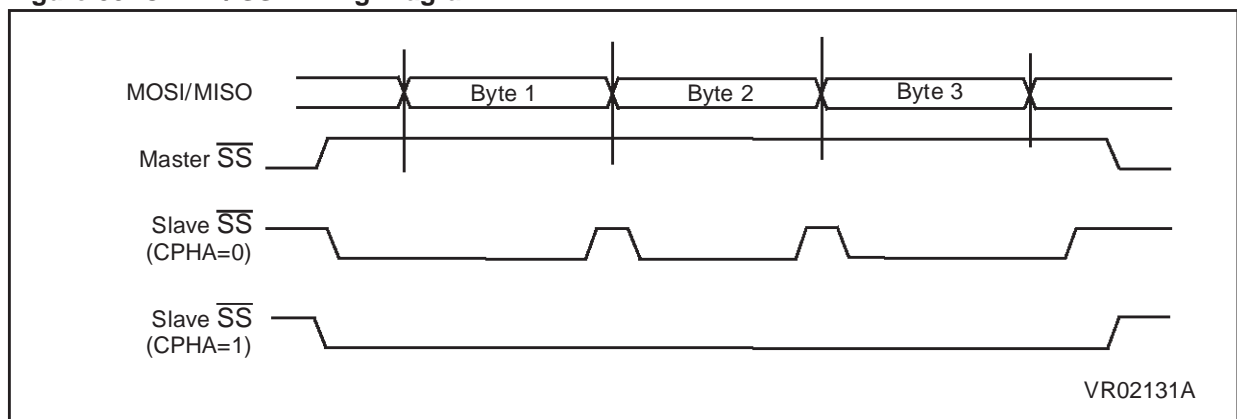 MOSI/MISO
Byte 1 Byte 2 Byte 3
Master SS
Slave SS
(CPHA=0)
Slave SS
(CPHA=1)
VR02131A